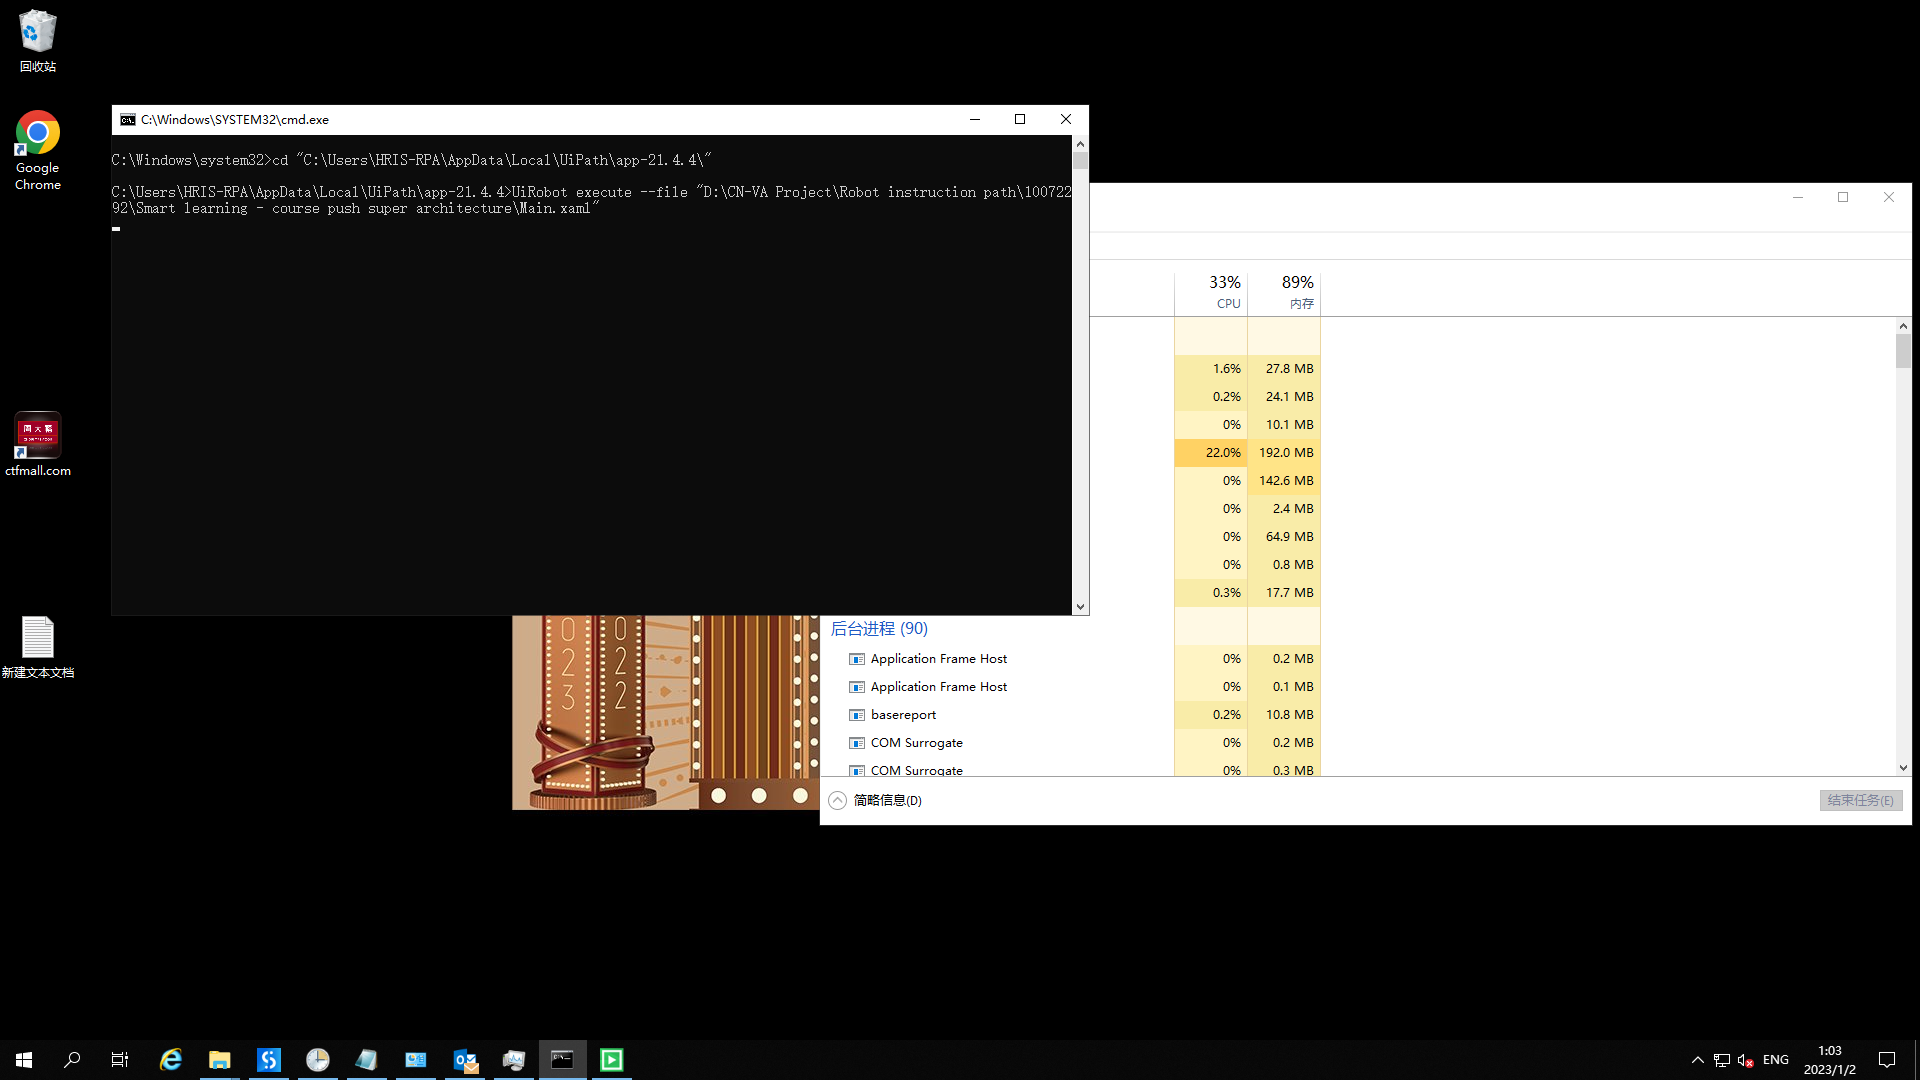 回收站
Google
Chrome
周大福
ctfmall.com
新建文本文档
C:\Windows\SYSTEM32\cmd.exe
C:\Windows\system32>cd "C:\Users\HRIS-RPA\AppData\Local\UiPath\app-21.4.4\"
C:\Users\HRIS-RPA\AppData\Local\UiPath\app-21.4.4>UiRobot execute --file "D:\CN-VA Project\Robot instruction path\100722
92\Smart learning - course push super architecture\Main.xaml"
33% 89%
CPU 内存
1.6% 27.8 MB
0.2% 24.1 MB
0% 10.1 MB
22.0% 192.0 MB
0% 142.6 MB
0% 2.4 MB
0% 64.9 MB
0% 0.8 MB
0.3% 17.7 MB
后台进程 (90)
Application Frame Host 0% 0.2 MB
Application Frame Host 0% 0.1 MB
basereport 0.2% 10.8 MB
COM Surrogate 0% 0.2 MB
COM Surrogate 0% 0.3 MB
简略信息(D)
结束任务(E)
023
022
ENG
1:03
2023/1/2